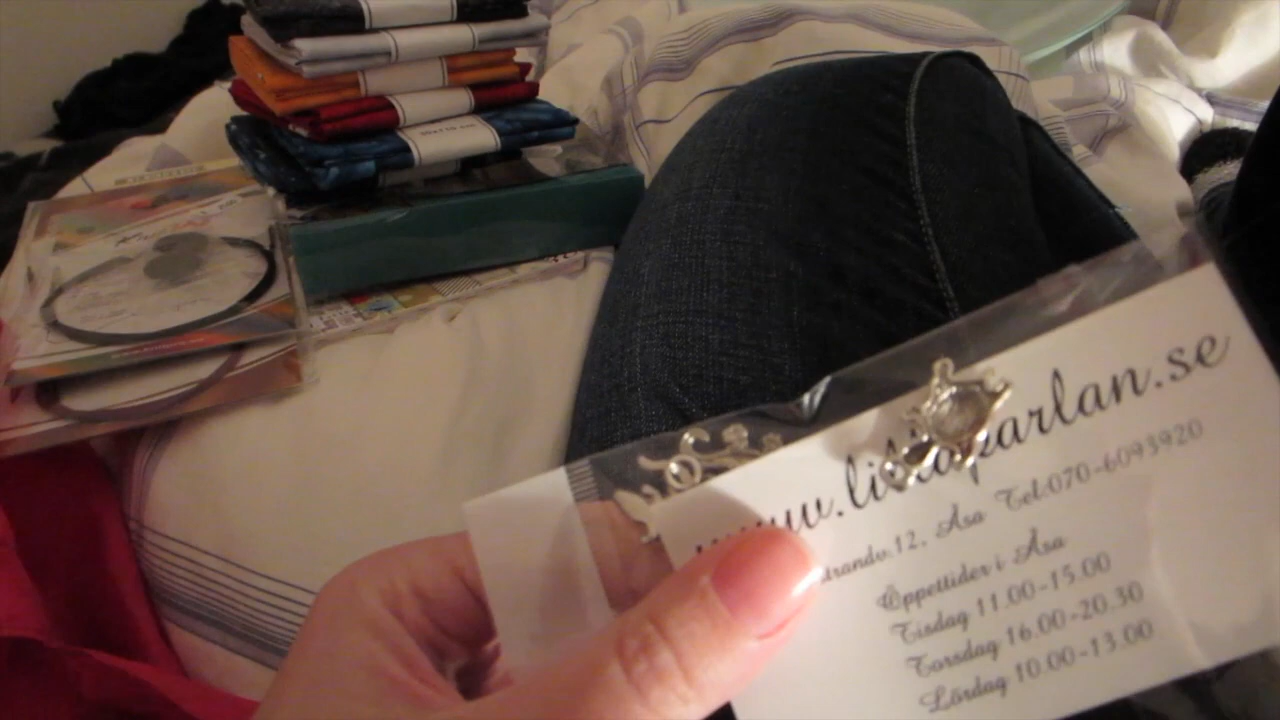 www.lillaparlan.se
12, Åsa Tel:070-6093920
Öppettider i Åsa
Tisdag 11.00-15.00
Torsdag 16.00-20.30
Lördag 10.00-13.00